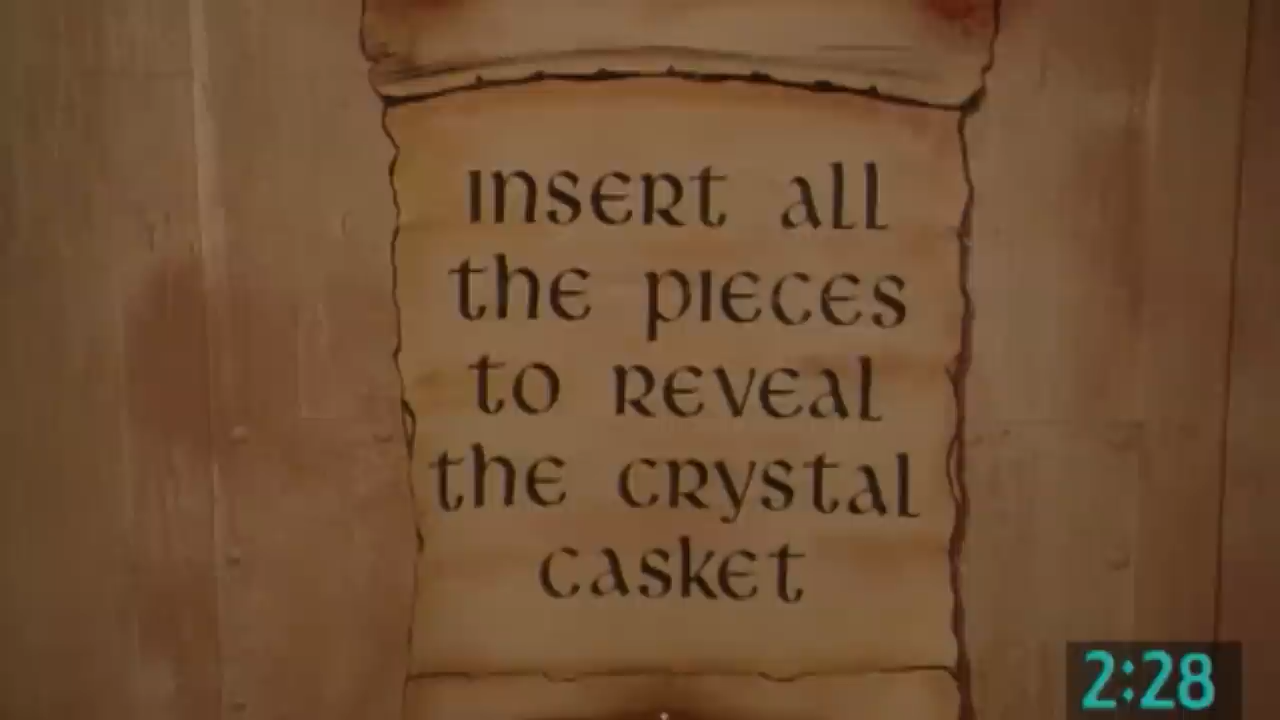 INSERT ALL
THE PIECES
TO REVEAL
THE CRYSTAL
CASKET
2:28